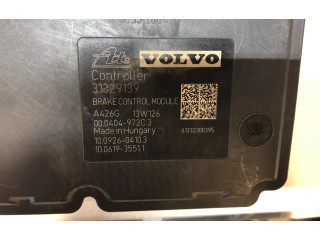 Ate VOLVO
Controller
31329139
BRAKE CONTROL MODULE
A426G 13W126
00.0404-972C.3
Made in Hungary
10.0926-0410.3
10.0619-3551.1